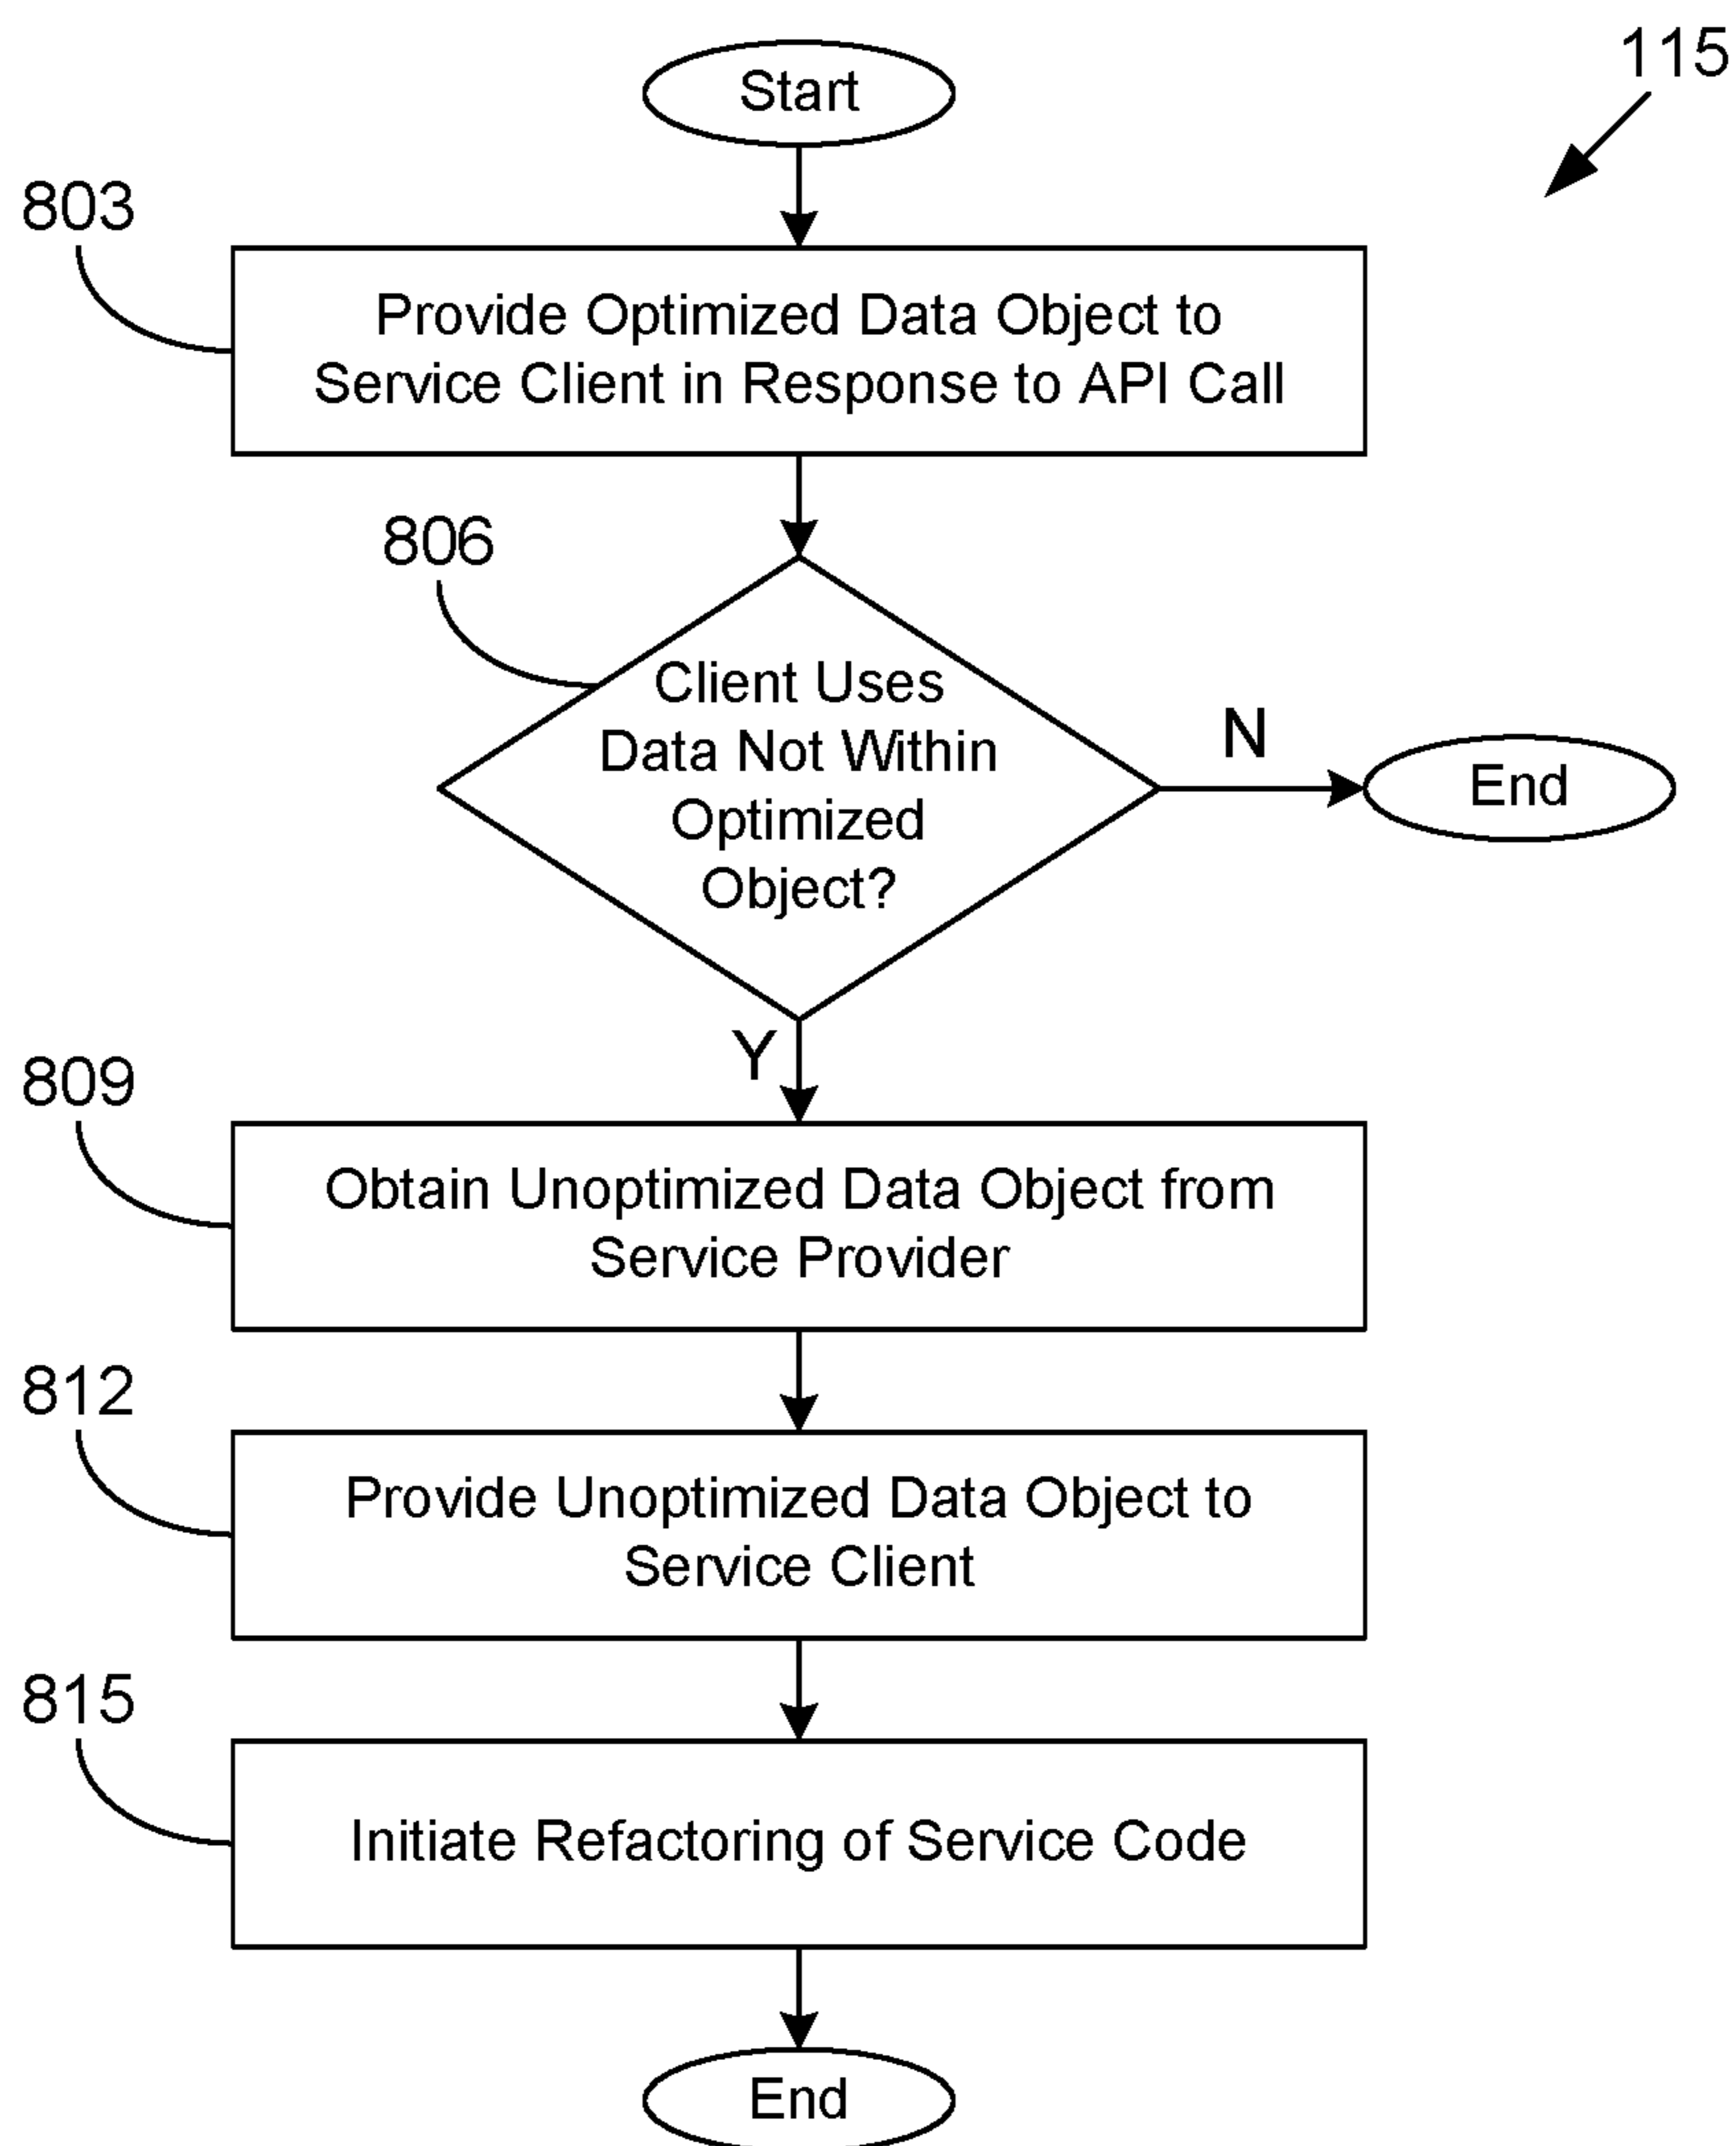 Start
115
803
Provide Optimized Data Object to
Service Client in Response to API Call
806
Client Uses
Data Not Within
Optimized
Object?
N
End
Y
809
Obtain Unoptimized Data Object from
Service Provider
812
Provide Unoptimized Data Object to
Service Client
815
Initiate Refactoring of Service Code
End